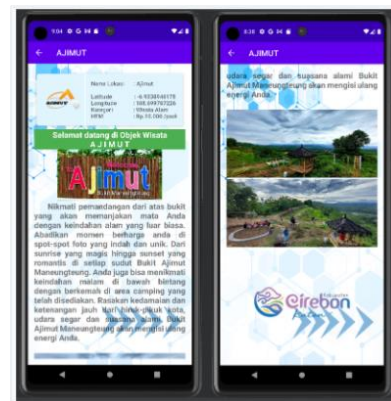 9:04
AJIMUT
AJIMUT
Nama Lokasi : Ajimut
Latitude
Longitude
Kategori : Wisata Alam
HTM : Rp.10.000 /pack
Selamat datang di Objek Wisata
A J I M U T
Ajimut
Nikmati pemandangan dari atas bukit
yang akan memanjakan mata Anda
dengan keindahan alam yang luar biasa.
Abadikan momen berharga anda di
spot-spot foto yang indah dan unik. Dari
sunrise yang magis hingga sunset yang
romantis di setiap sudut Bukit Ajimut
Maneungteung. Anda juga bisa menikmati
keindahan malam di bawah bintang
dengan berkemah di area camping yang
telah disediakan. Rasakan kedamaian dan
ketenangan jauh dari hiruk-pikuk kota,
udara segar dan suasana alami Bukit
Ajimut Maneungteung akan mengisi ulang
energi Anda.
AJIMUT
udara segar dan suasana alami Bukit
Ajimut Maneungteung akan mengisi ulang
energi Anda.
Cirebon